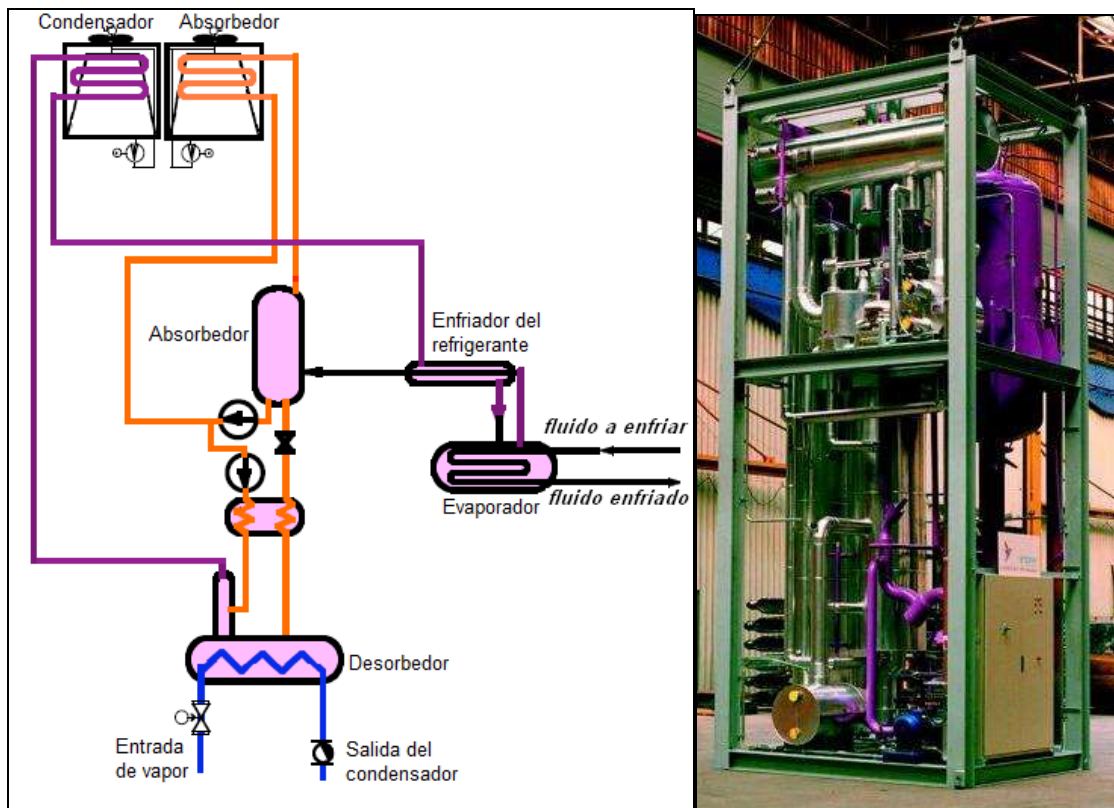 Condensador
Absorbedor
Absorbedor
Enfriador del
refrigerante
fluido a enfriar
fluido enfriado
Evaporador
Desorbedor
Entrada
de vapor
Salida del
condensador